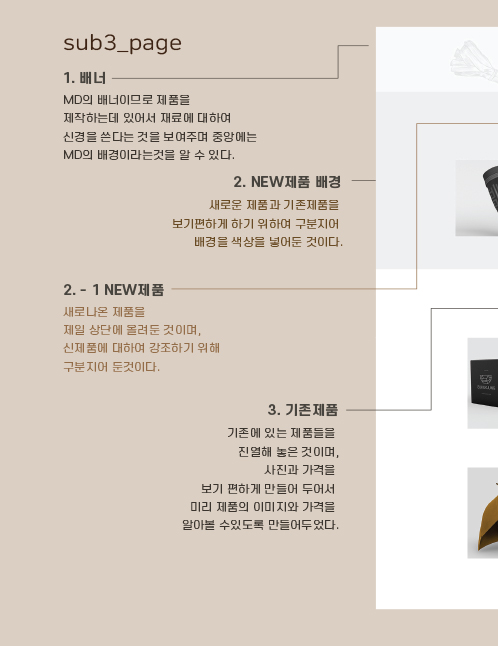 sub3_page
1. 배너
MD의 배너이므로 제품을
제작하는데 있어서 재료에 대하여
신경을 쓴다는 것을 보여주며 중앙에는
MD의 배경이라는것을 알 수 있다.
2. NEW제품 배경
새로운 제품과 기존제품을
보기편하게 하기 위하여 구분지어
배경을 색상을 넣어둔 것이다.
2. - 1 NEW제품
새로나온 제품을
제일 상단에 올려둔 것이며,
신제품에 대하여 강조하기 위해
구분지어 둔것이다.
3. 기존제품
기존에 있는 제품들을
진열해 놓은 것이며,
사진과 가격을
보기 편하게 만들어 두어서
미리 제품의 이미지와 가격을
알아볼 수있도록 만들어두었다.